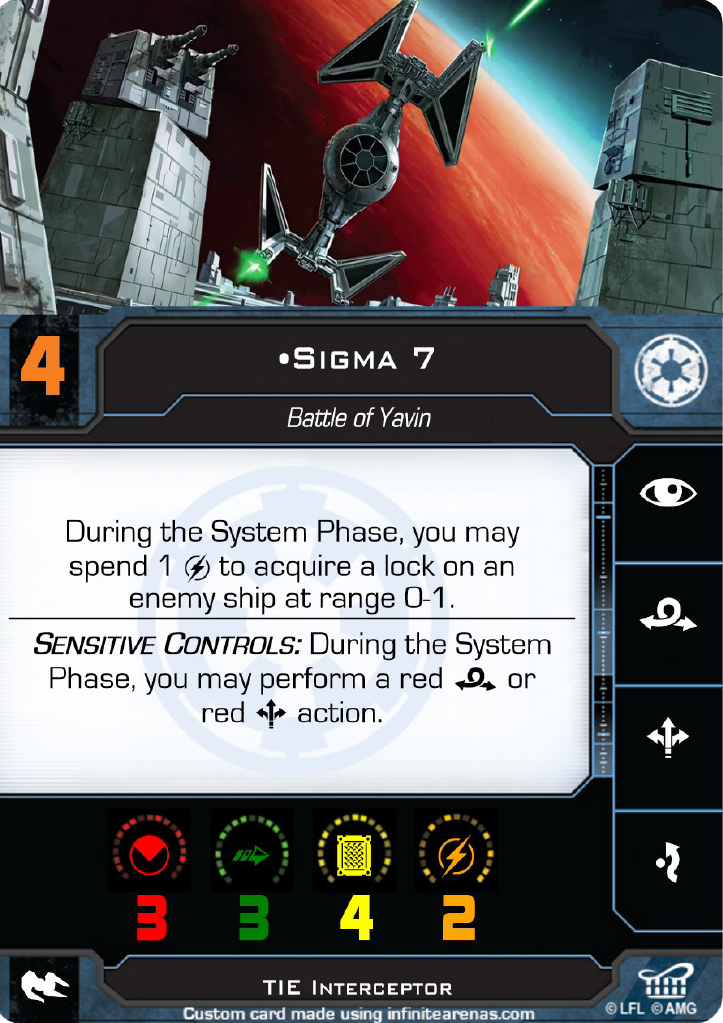 4
•Sigma 7
Battle of Yavin
During the System Phase, you may
spend 1 to acquire a lock on an
enemy ship at range 0-1.
Sensitive Controls: During the System
Phase, you may perform a red or
red action.
3 3 4 2
TIE Interceptor
© LFL © AMG
Custom card made using infinitearenas.com